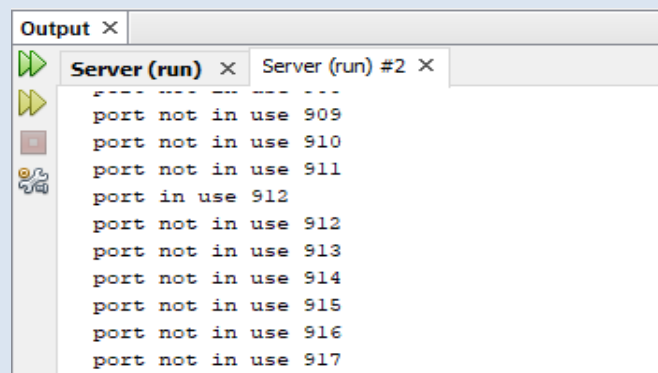 Output
Server (run) Server (run) #2
port not in use 909
port not in use 910
port not in use 911
port in use 912
port not in use 912
port not in use 913
port not in use 914
port not in use 915
port not in use 916
port not in use 917